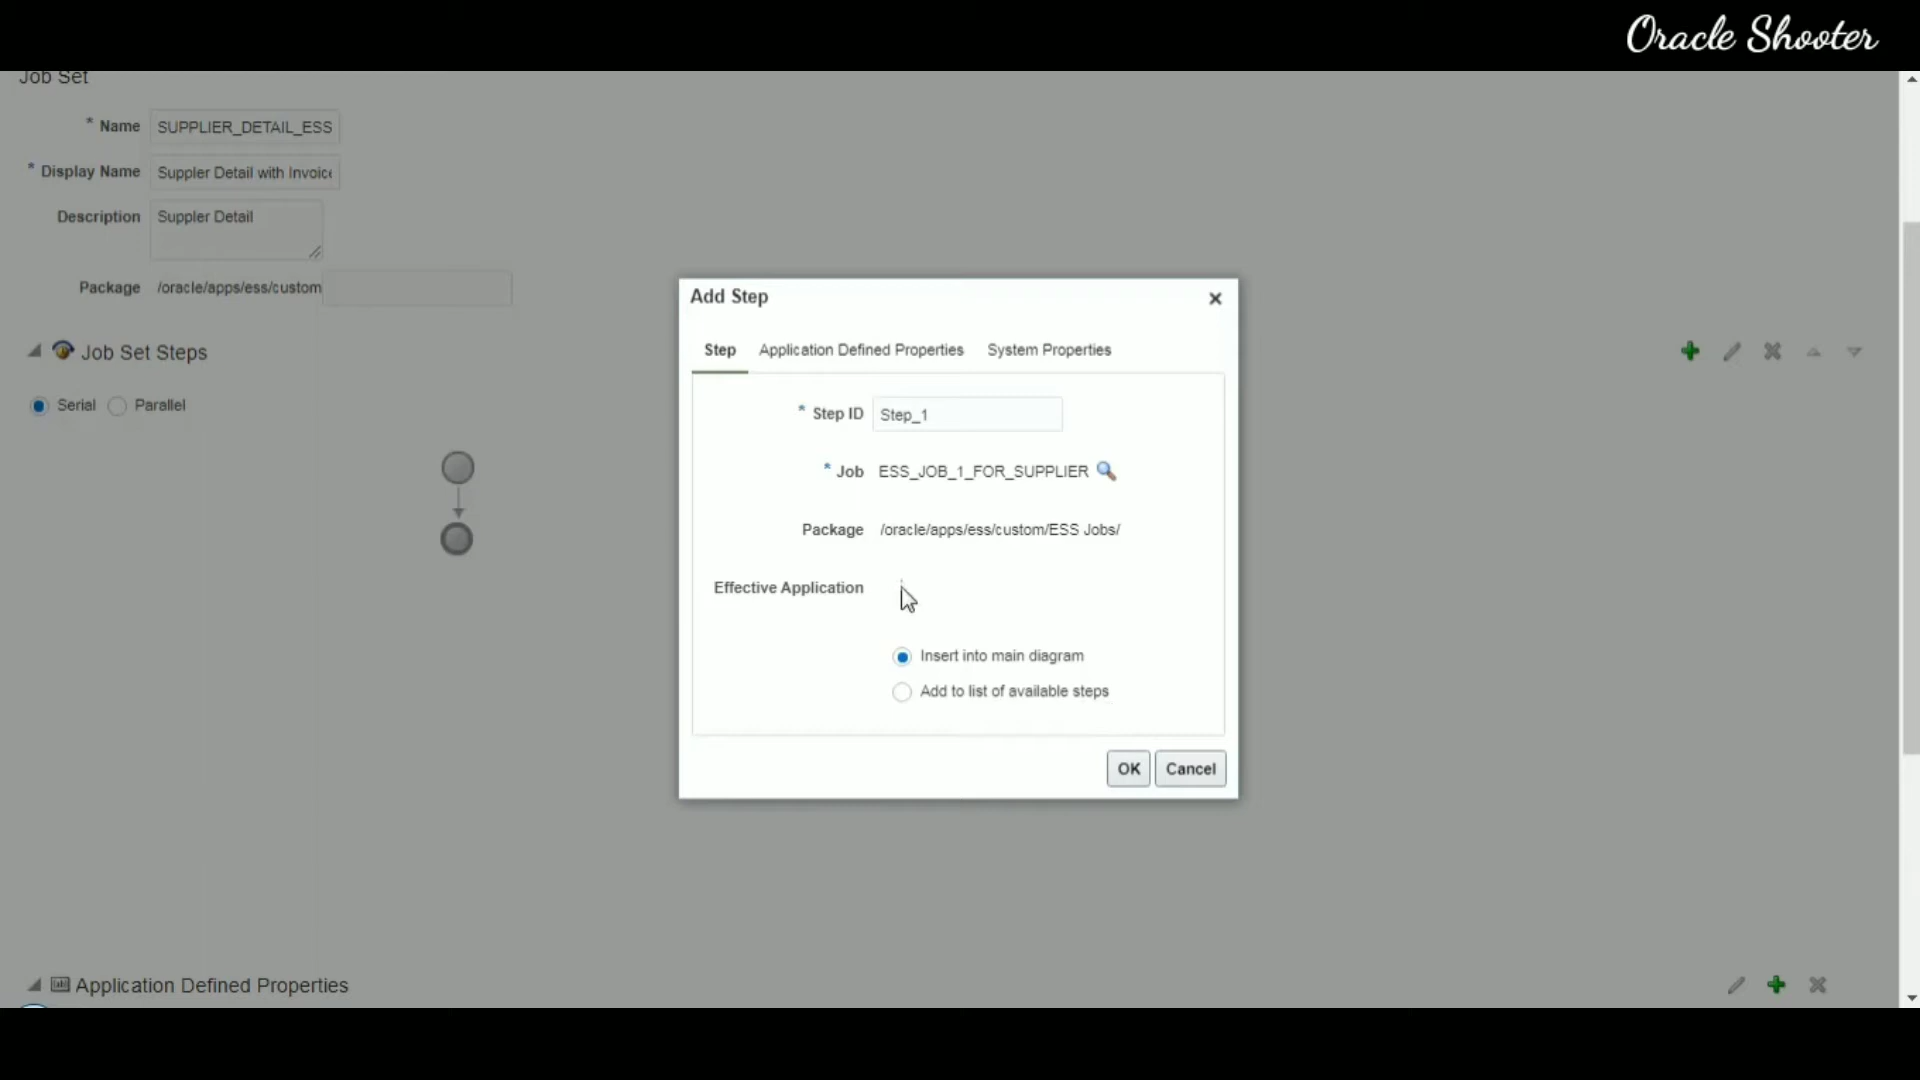 Oracle Shooter
Job Set
* Name SUPPLIER_DETAIL_ESS
* Display Name Suppler Detail with Invoice
Description Suppler Detail
Package /oracle/apps/ess/custom
Job Set Steps
Serial Parallel
Add Step
Step Application Defined Properties System Properties
* Step ID Step_1
* Job ESS_JOB_1_FOR_SUPPLIER
Package /oracle/apps/ess/custom/ESS Jobs/
Effective Application
Insert into main diagram
Add to list of available steps
OK Cancel
Application Defined Properties